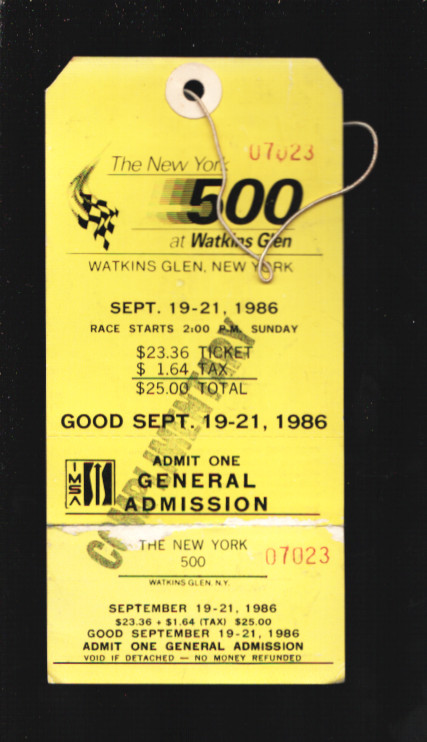 07023
The New York
500
at Watkins Glen
WATKINS GLEN, NEW YORK
SEPT. 19-21, 1986
RACE STARTS 2:00 P.M. SUNDAY
$23.36 TICKET
$ 1.64 TAX
$25.00 TOTAL
COMPLIMENTARY
GOOD SEPT. 19-21, 1986
IMSA
ADMIT ONE
GENERAL
ADMISSION
THE NEW YORK
500
07023
WATKINS GLEN, N.Y.
SEPTEMBER 19-21, 1986
$23.36 + $1.64 (TAX) $25.00
GOOD SEPTEMBER 19-21, 1986
ADMIT ONE GENERAL ADMISSION
VOID IF DETACHED — NO MONEY REFUNDED